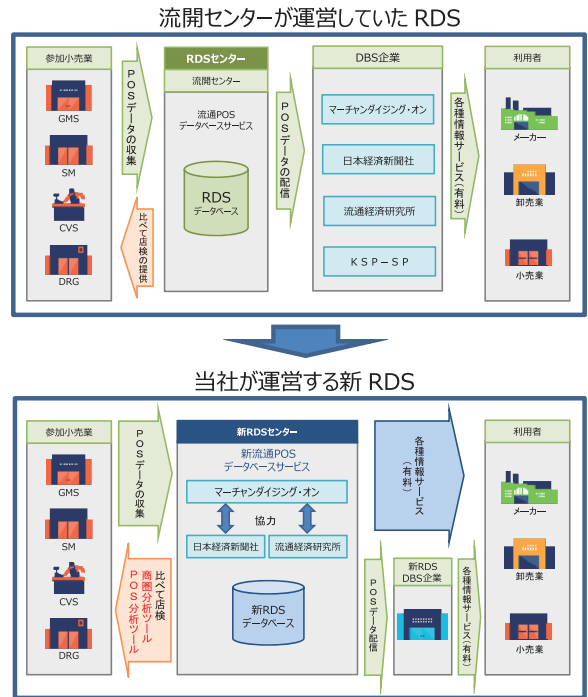 流開センターが運営していた RDS
参加小売業
GMS
SM
CVS
DRG
POSデータの収集
比べて店検の提供
RDSセンター
流開センター
流通POS
データベースサービス
RDS
データベース
POSデータの配信
DBS企業
マーチャンダイジング・オン
日本経済新聞社
流通経済研究所
KSP－SP
各種情報サービス(有料)
利用者
メーカー
卸売業
小売業
当社が運営する新 RDS
参加小売業
GMS
SM
CVS
DRG
POSデータの収集
比べて店検
商圏分析ツール
POS分析ツール
新RDSセンター
新流通POS
データベースサービス
マーチャンダイジング・オン
協力
日本経済新聞社
流通経済研究所
新RDS
データベース
各種情報サービス
(有料)
POSデータ配信
新RDS
DBS企業
各種情報サービス(有料)
利用者
メーカー
卸売業
小売業